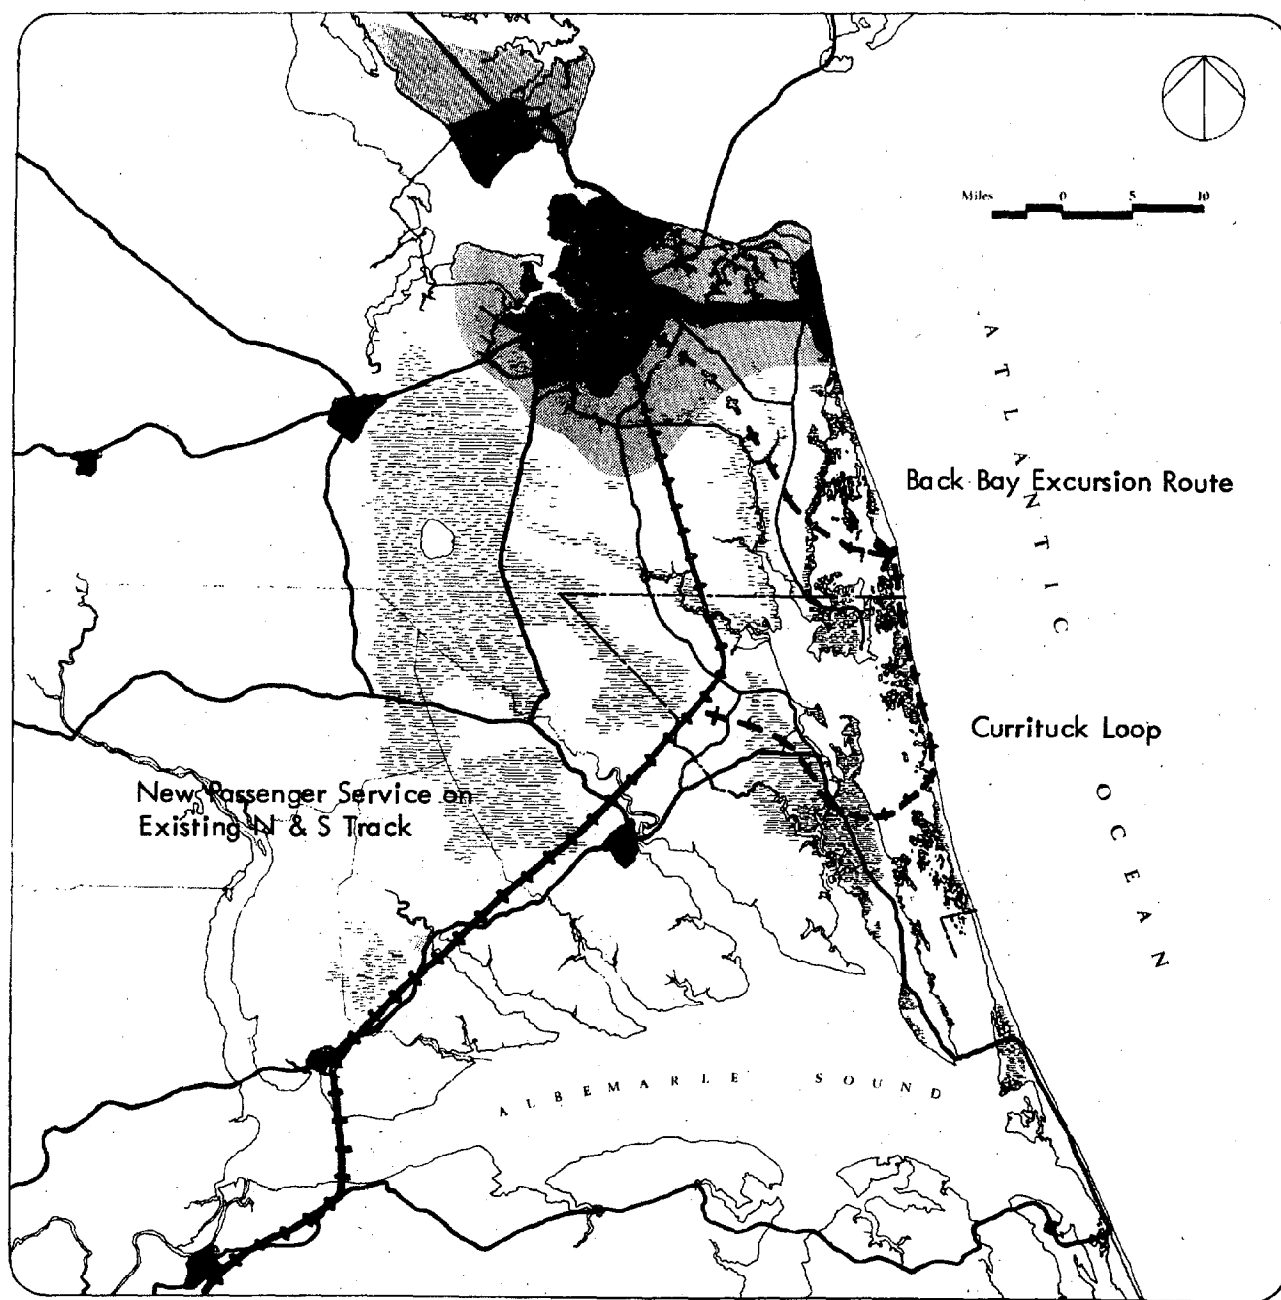 Miles 0 5 10
ATLANTIC OCEAN
Back Bay Excursion Route
Currituck Loop
New Passenger Service on
Existing N & S Track
ALBEMARLE SOUND